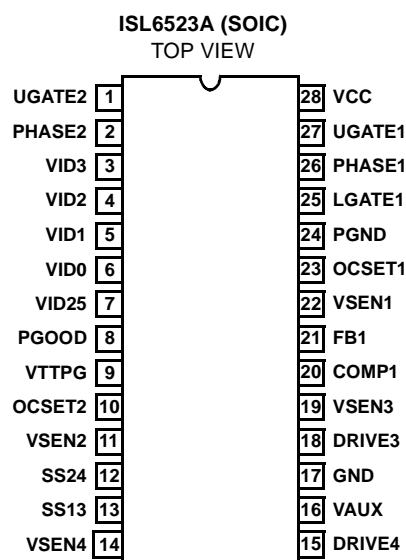 ISL6523A (SOIC)
TOP VIEW
UGATE2 1 28 VCC
PHASE2 2 27 UGATE1
VID3 3 26 PHASE1
VID2 4 25 LGATE1
VID1 5 24 PGND
VID0 6 23 OCSET1
VID25 7 22 VSEN1
PGOOD 8 21 FB1
VTTPG 9 20 COMP1
OCSET2 10 19 VSEN3
VSEN2 11 18 DRIVE3
SS24 12 17 GND
SS13 13 16 VAUX
VSEN4 14 15 DRIVE4